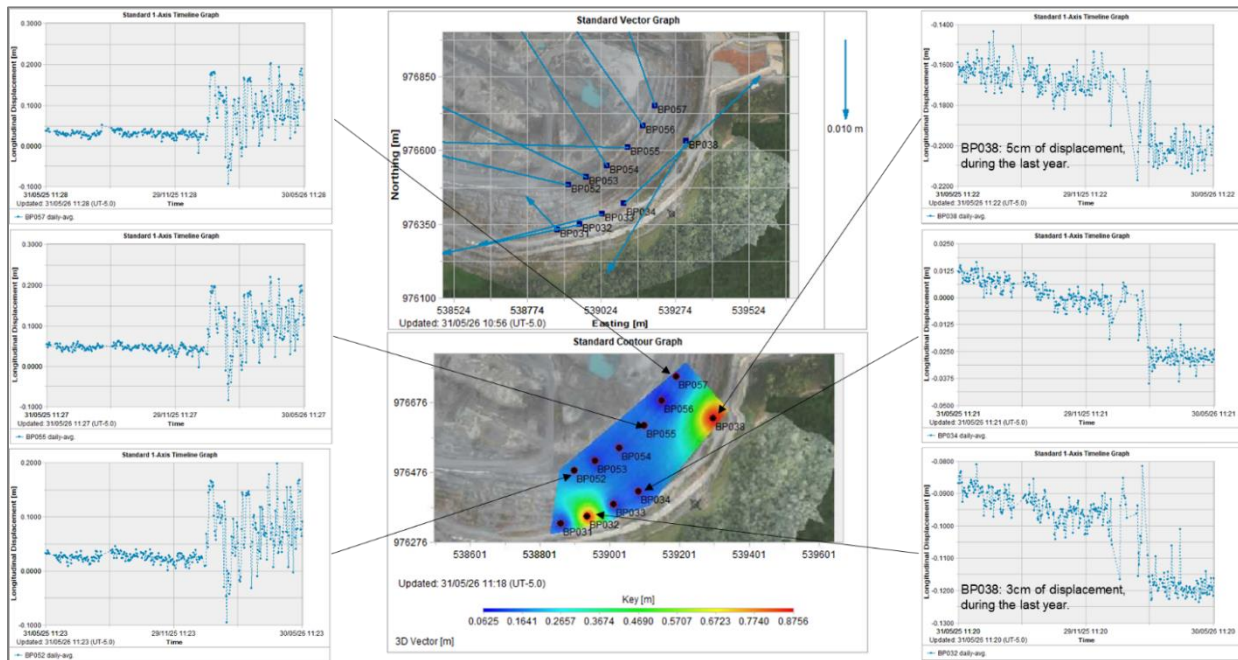 Standard 1-Axis Timeline Graph
Longitudinal Displacement [m]
0.3000
0.2000
0.1000
0.0000
-0.1000
31/05/25 11:28
29/11/25 11:28
30/05/26 11:28
Updated: 31/05/26 11:28 (UT-5.0)
Time
BP057 daily-avg.
Standard 1-Axis Timeline Graph
Longitudinal Displacement [m]
0.3000
0.2000
0.1000
0.0000
-0.1000
31/05/25 11:27
29/11/25 11:27
30/05/26 11:27
Updated: 31/05/26 11:27 (UT-5.0)
Time
daily-avg.
Standard 1-Axis Timeline Graph
Longitudinal Displacement [m]
0.2000
0.1000
0.0000
-0.1000
31/05/25 11:23
29/11/25 11:23
30/05/26 11:23
Updated: 31/05/26 11:23 (UT-5.0)
Time
BP052 daily-avg.
Standard Vector Graph
Northing [m]
976850
976600
976350
976100
BP057
BP056
BP038
BP055
BP054
BP053
BP052
BP034
BP033
BP032
BP031
538524
538774
539024
539274
539524
Updated: 31/05/26 10:56 (UT-5.0)
Easting [m]
0.010 m
Standard Contour Graph
976676
976476
976276
BP057
BP056
BP038
BP055
BP054
BP053
BP052
BP034
BP033
BP032
BP031
538601
538801
539001
539201
539401
539601
Updated: 31/05/26 11:18 (UT-5.0)
Key [m]
0.0625 0.1641 0.2657 0.3674 0.4690 0.5707 0.6723 0.7740 0.8756
3D Vector [m]
Standard 1-Axis Timeline Graph
Longitudinal Displacement [m]
-0.1400
-0.1600
-0.1800
-0.2000
-0.2200
BP038: 5cm of displacement,
during the last year.
31/05/25 11:22
29/11/25 11:22
30/05/26 11:22
Updated: 31/05/26 11:22 (UT-5.0)
Time
BP038 daily-avg.
Standard 1-Axis Timeline Graph
Longitudinal Displacement [m]
0.0250
0.0125
0.0000
-0.0125
-0.0250
-0.0375
-0.0500
31/05/25 11:21
29/11/25 11:21
30/05/26 11:21
Updated: 31/05/26 11:21 (UT-5.0)
Time
BP034 daily-avg.
Standard 1-Axis Timeline Graph
Longitudinal Displacement [m]
-0.0800
-0.0900
-0.1000
-0.1100
-0.1200
-0.1300
BP038: 3cm of displacement,
during the last year.
31/05/25 11:20
29/11/25 11:20
30/05/26 11:20
Updated: 31/05/26 11:20 (UT-5.0)
Time
BP032 daily-avg.